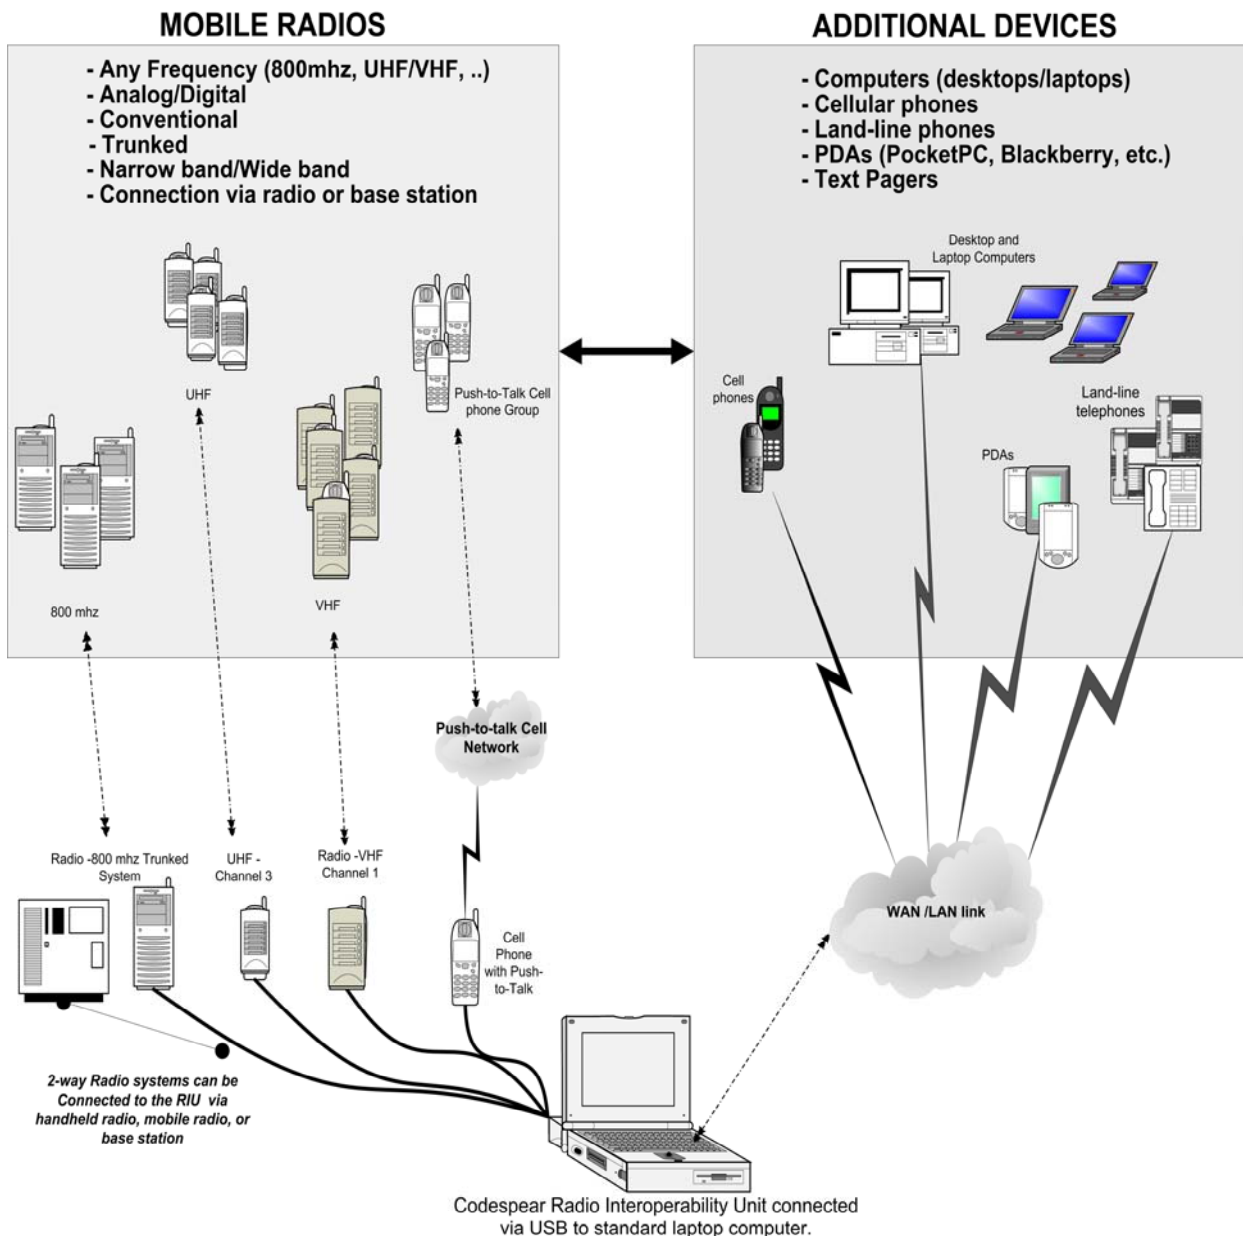 MOBILE RADIOS
- Any Frequency (800mhz, UHF/VHF, ..)
- Analog/Digital
- Conventional
- Trunked
- Narrow band/Wide band
- Connection via radio or base station
UHF
Push-to-Talk Cell
phone Group
800 mhz
VHF
ADDITIONAL DEVICES
- Computers (desktops/laptops)
- Cellular phones
- Land-line phones
- PDAs (PocketPC, Blackberry, etc.)
- Text Pagers
Desktop and
Laptop Computers
Cell
phones
Land-line
telephones
PDAs
Push-to-talk Cell
Network
Radio -800 mhz Trunked
System
UHF -
Channel 3
Radio -VHF
Channel 1
Cell
Phone
with Push-
to-Talk
WAN /LAN link
2-way Radio systems can be
Connected to the RIU via
handheld radio, mobile radio, or
base station
Codespear Radio Interoperability Unit connected
via USB to standard laptop computer.